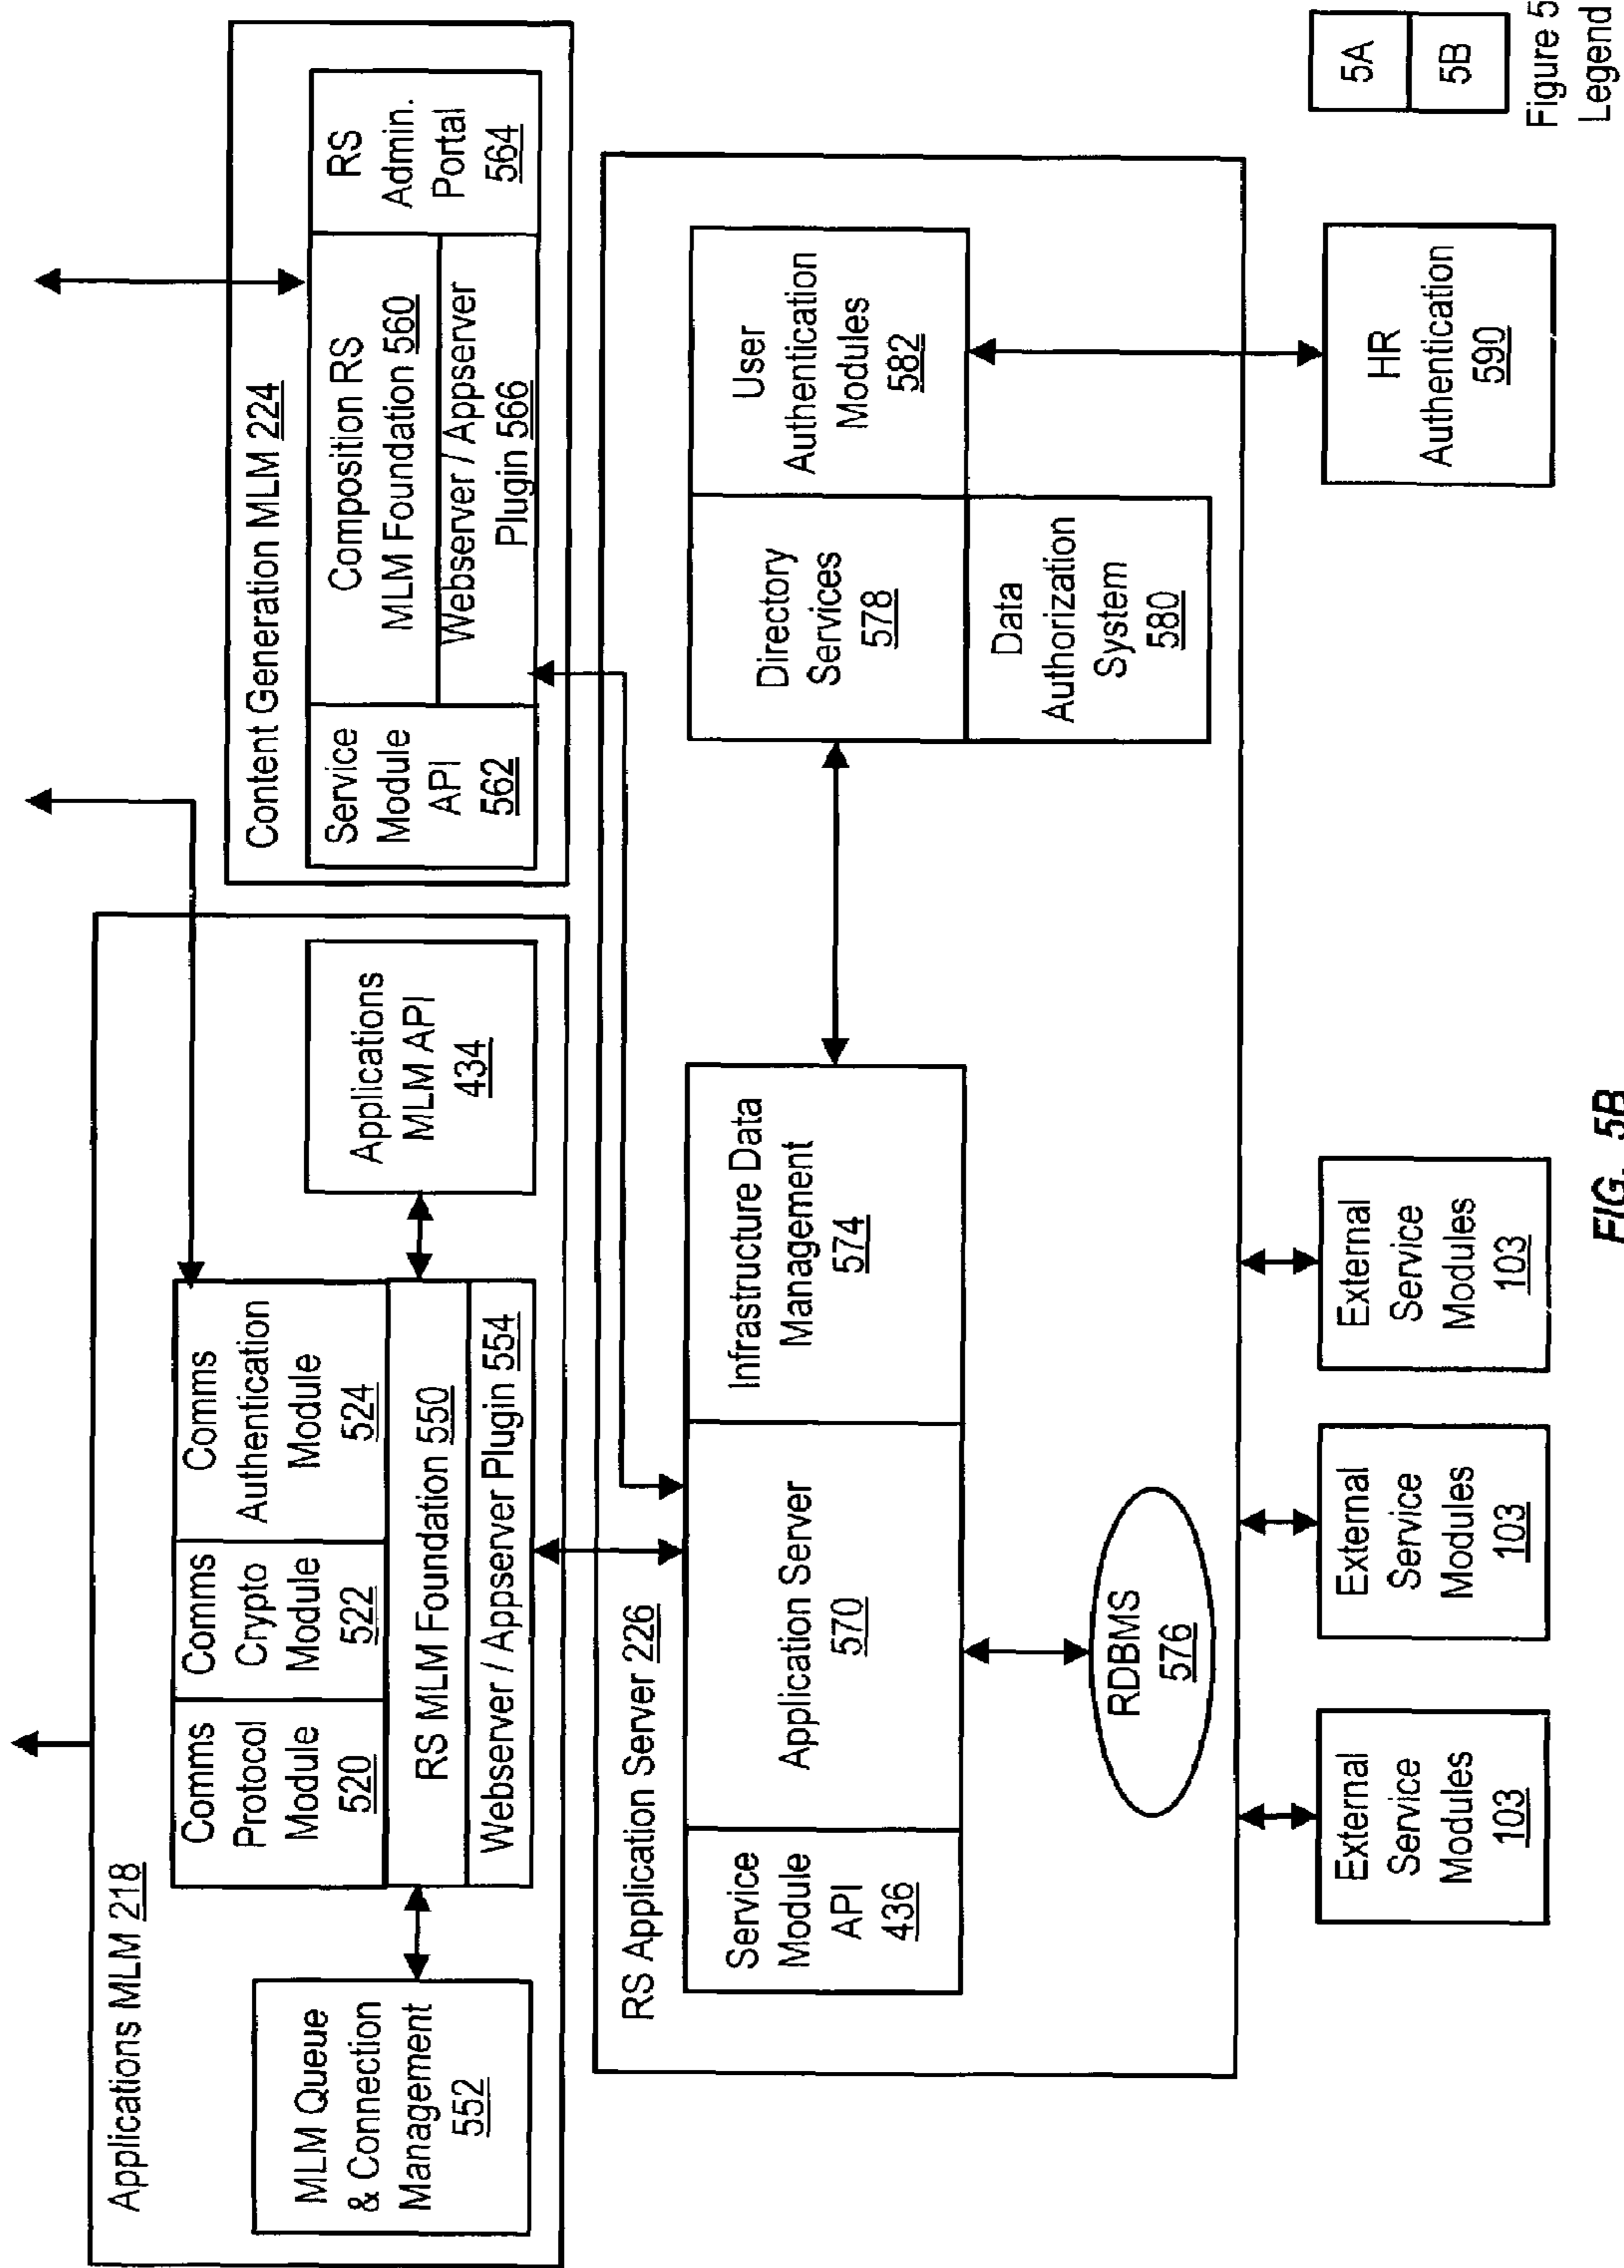 Applications MLM 218
MLM Queue
& Connection
Management
552
Comms
Protocol
Module
520
Comms
Crypto
Module
522
Comms
Authentication
Module
524
RS MLM Foundation 550
Webserver / Appserver Plugin 554
Applications
MLM API
434
Content Generation MLM 224
Service
Module
API
562
Composition RS
MLM Foundation 560
Webserver / Appserver
Plugin 566
RS
Admin.
Portal
564
RS Application Server 226
Service
Module
API
436
Application Server
570
Infrastructure Data
Management
574
RDBMS
576
Directory
Services
578
User
Authentication
Modules
582
Data
Authorization
System
580
External
Service
Modules
103
External
Service
Modules
103
External
Service
Modules
103
HR
Authentication
590
5A
5B
Figure 5
Legend
FIG. 5B